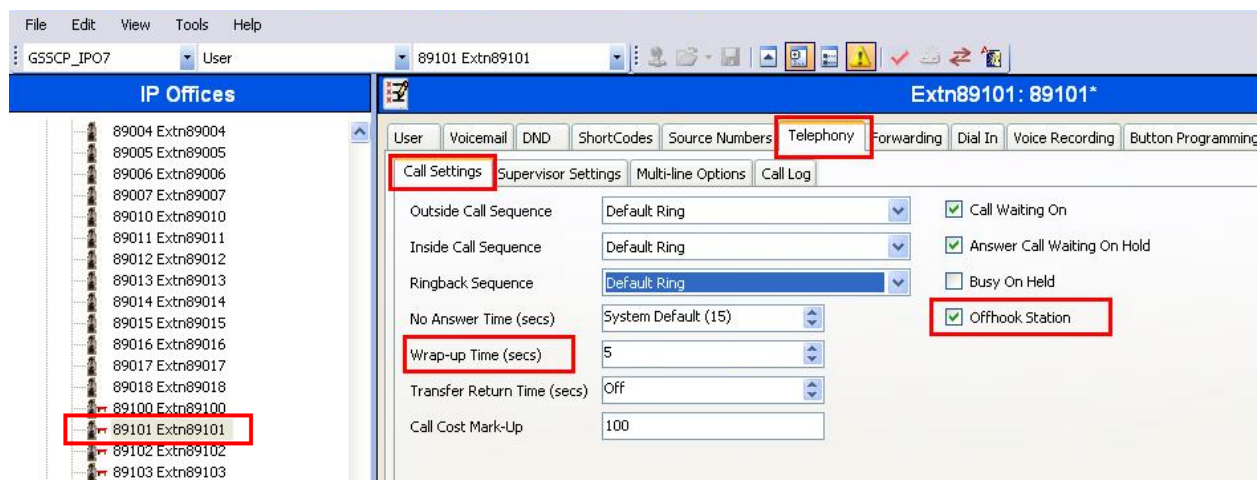 File Edit View Tools Help
GSSCP_IPO7 User 89101 Extn89101
IP Offices
89004 Extn89004
89005 Extn89005
89006 Extn89006
89007 Extn89007
89010 Extn89010
89011 Extn89011
89012 Extn89012
89013 Extn89013
89014 Extn89014
89015 Extn89015
89016 Extn89016
89017 Extn89017
89018 Extn89018
89100 Extn89100
89101 Extn89101
89102 Extn89102
89103 Extn89103
Extn89101: 89101*
User Voicemail DND ShortCodes Source Numbers Telephony Forwarding Dial In Voice Recording Button Programming
Call Settings Supervisor Settings Multi-line Options Call Log
Outside Call Sequence Default Ring Call Waiting On
Inside Call Sequence Default Ring Answer Call Waiting On Hold
Ringback Sequence Default Ring Busy On Held
No Answer Time (secs) System Default (15) Offhook Station
Wrap-up Time (secs) 5
Transfer Return Time (secs) Off
Call Cost Mark-Up 100